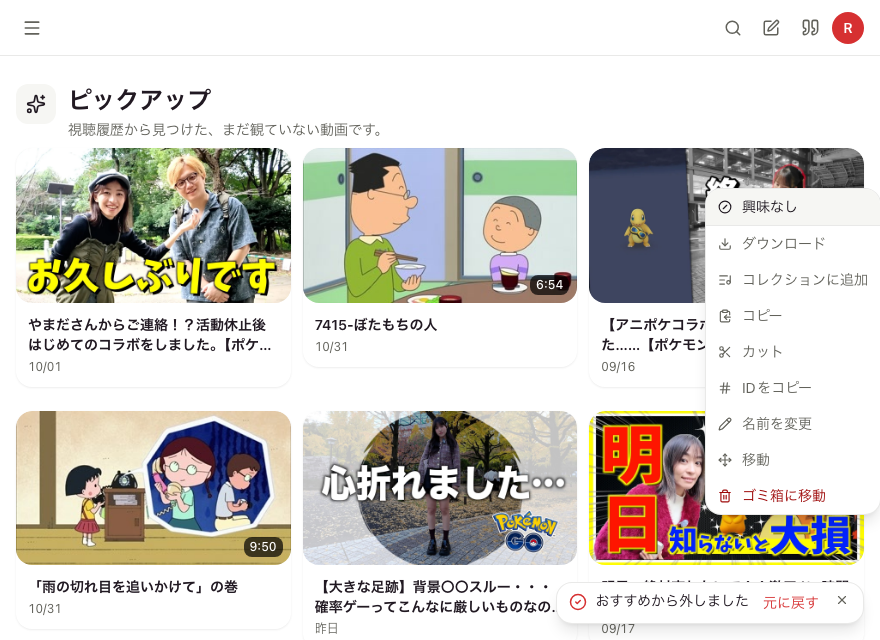 R
ピックアップ
視聴履歴から見つけた、まだ観ていない動画です。
お久しぶりです
6:54
やまださんからご連絡！？活動休止後
はじめてのコラボをしました。【ポケ...
10/01
7415-ぼたもちの人
10/31
【アニポケコラボ
た……【ポケモン
09/16
興味なし
ダウンロード
コレクションに追加
コピー
カット
IDをコピー
名前を変更
移動
ゴミ箱に移動
9:50
「雨の切れ目を追いかけて」の巻
10/31
心折れました…
Pokémon
GO
【大きな足跡】背景〇〇スルー・・・
確率ゲーってこんなに厳しいものなの...
昨日
明日
知らないと大損
09/17
おすすめから外しました
元に戻す